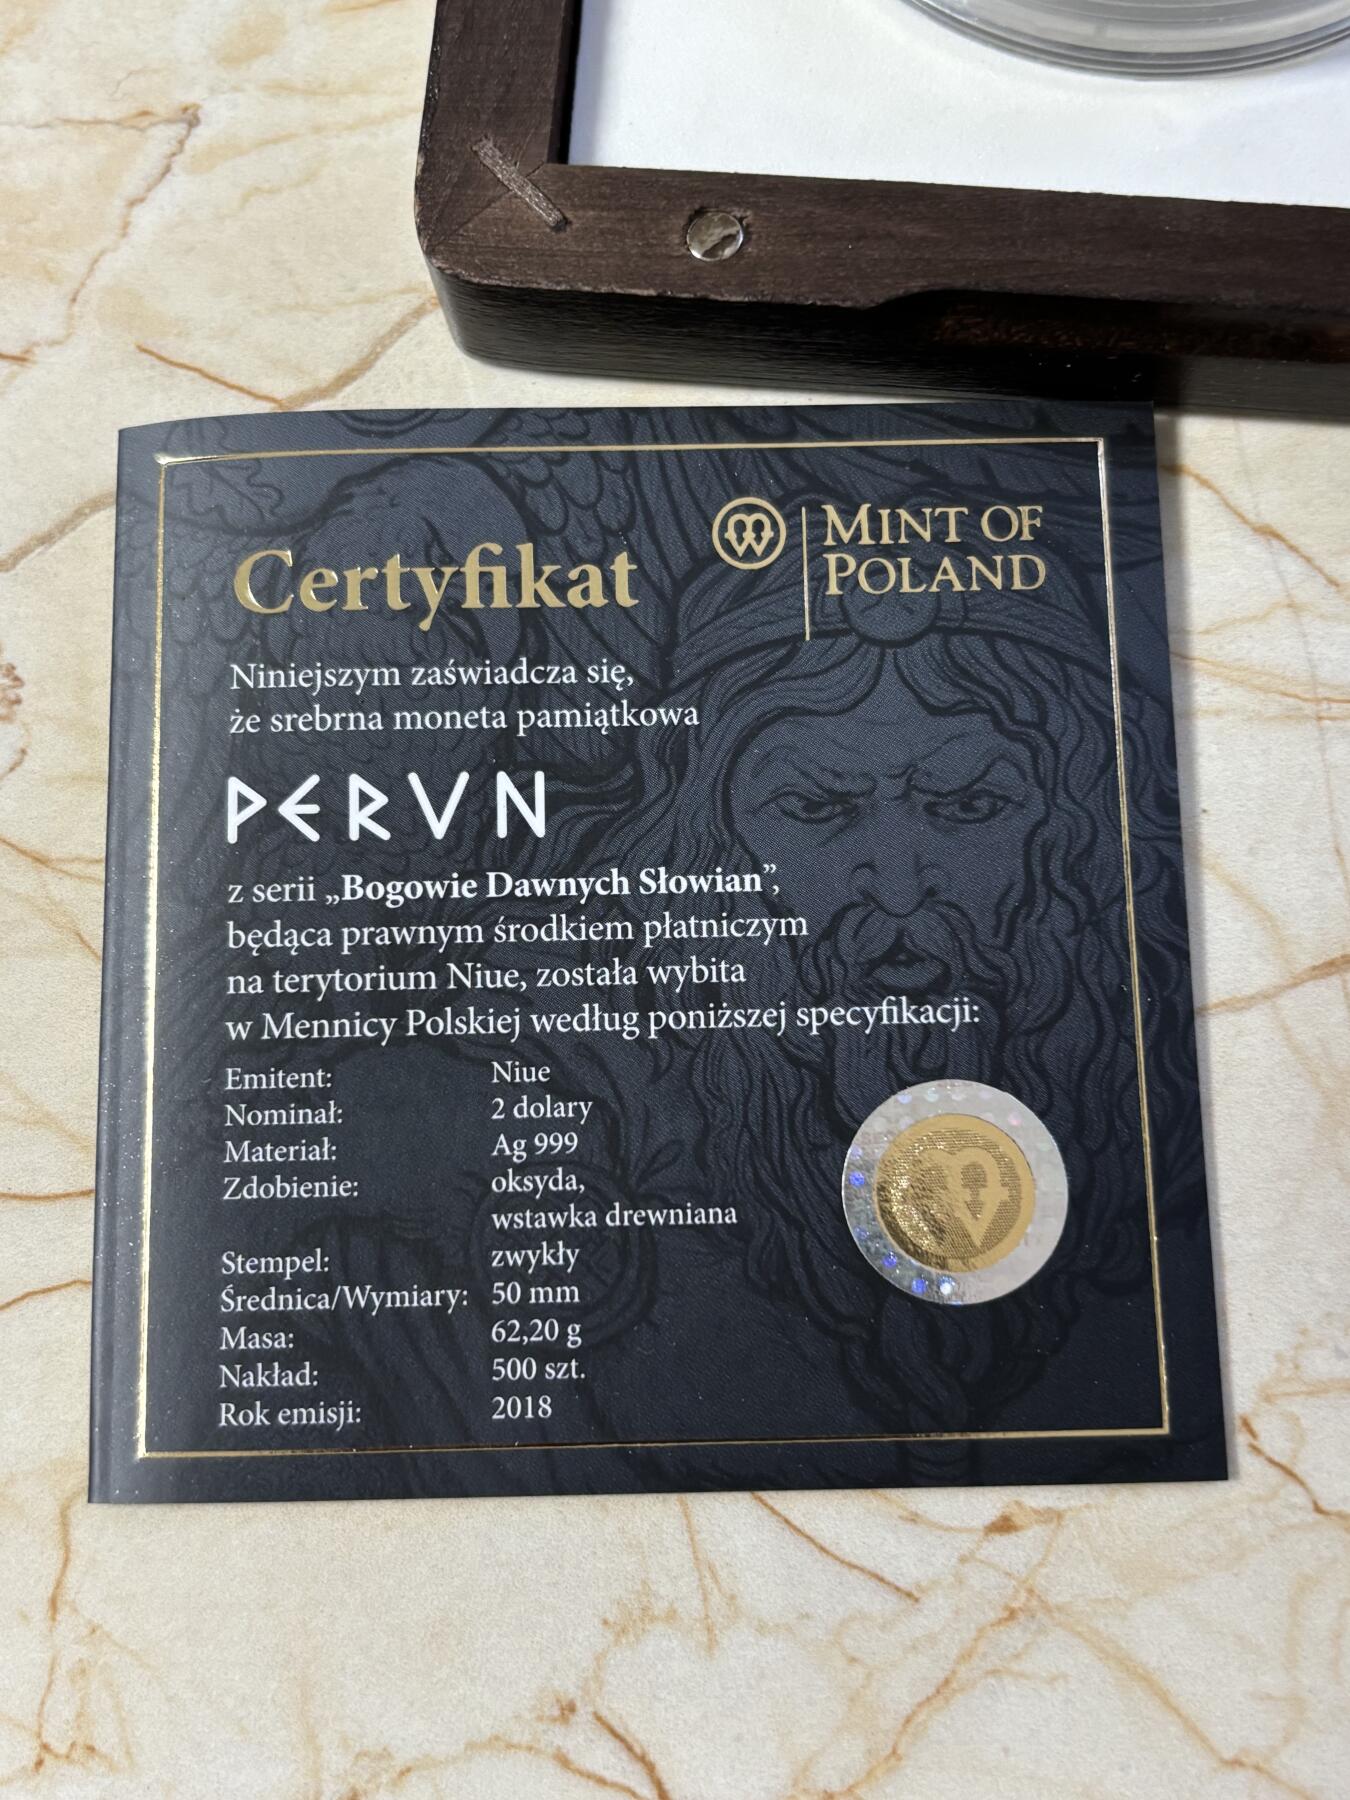 Certyfikat
MINT OF
POLAND
Niniejszym zaświadcza się,
że srebrna moneta pamiątkowa
PERVN
z serii „Bogowie Dawnych Słowian”,
będąca prawnym środkiem płatniczym
na terytorium Niue, została wybita
w Mennicy Polskiej według poniższej specyfikacji:
Emitent: Niue
Nominał: 2 dolary
Materiał: Ag 999
Zdobienie: oksyda,
wstawka drewniana
Stempel: zwykły
Średnica/Wymiary: 50 mm
Masa: 62,20 g
Nakład: 500 szt.
Rok emisji: 2018